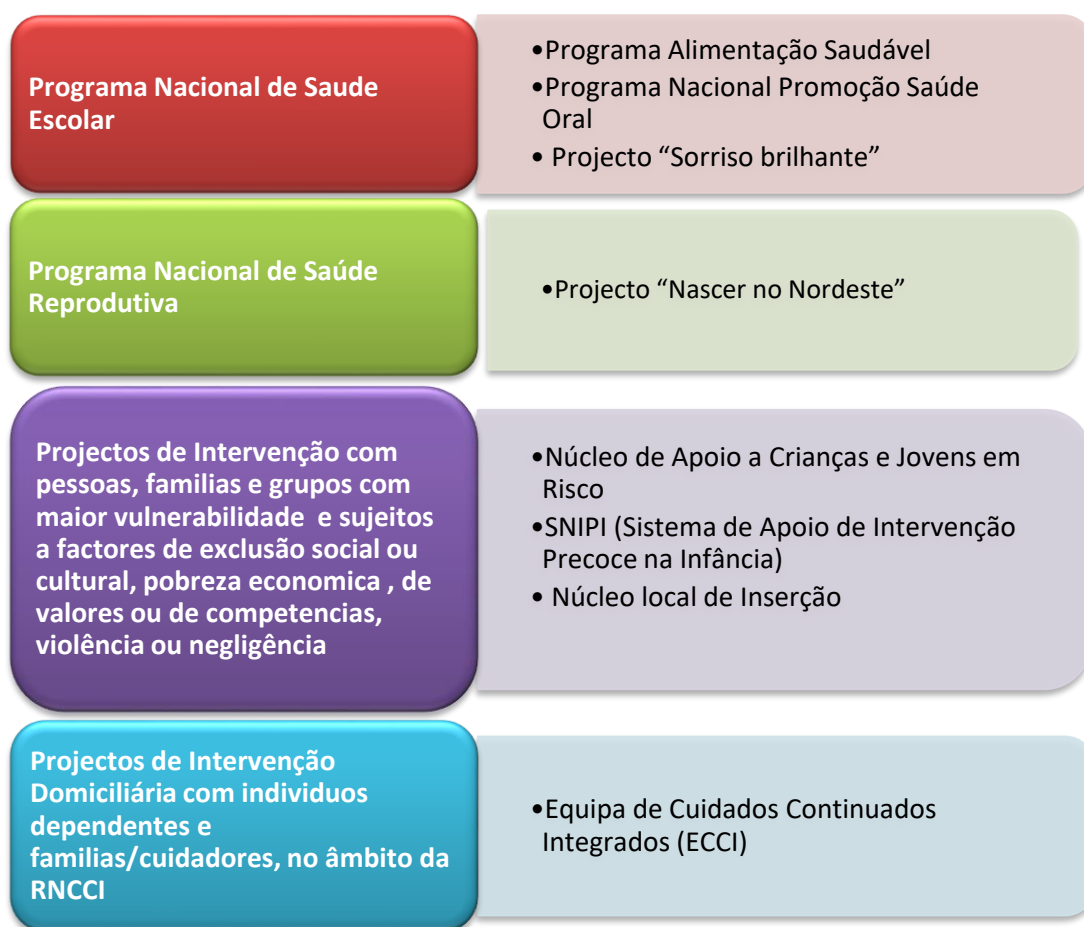 Programa Nacional de Saude
Escolar
•Programa Alimentação Saudável
•Programa Nacional Promoção Saúde
Oral
• Projecto “Sorriso brilhante”
Programa Nacional de Saúde
Reprodutiva
•Projecto “Nascer no Nordeste”
Projectos de Intervenção com
pessoas, familias e grupos com
maior vulnerabilidade e sujeitos
a factores de exclusão social ou
cultural, pobreza economica , de
valores ou de competencias,
violência ou negligência
•Núcleo de Apoio a Crianças e Jovens em
Risco
•SNIPI (Sistema de Apoio de Intervenção
Precoce na Infância)
• Núcleo local de Inserção
Projectos de Intervenção
Domiciliária com individuos
dependentes e
familias/cuidadores, no âmbito da
RNCCI
•Equipa de Cuidados Continuados
Integrados (ECCI)